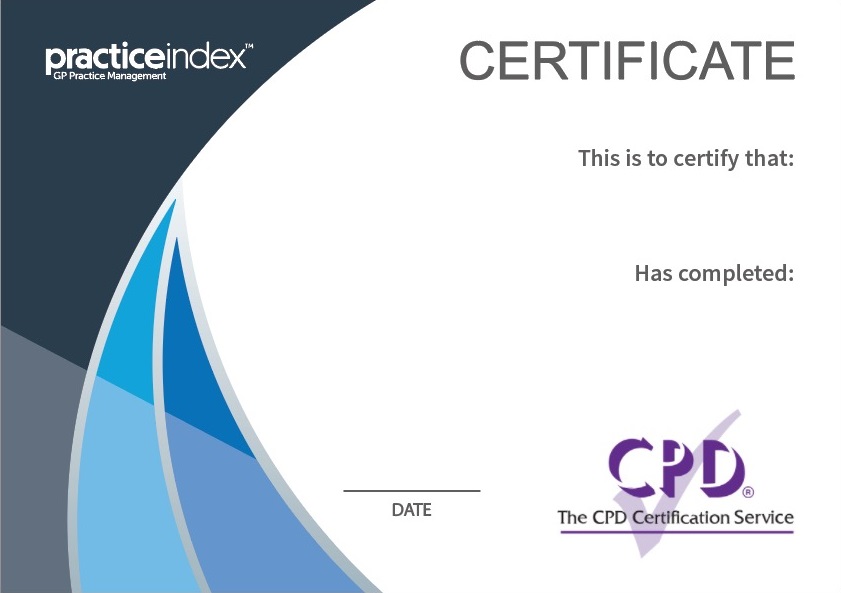 practiceindex™
GP Practice Management
CERTIFICATE
This is to certify that:
Has completed:
DATE
CPD®
The CPD Certification Service